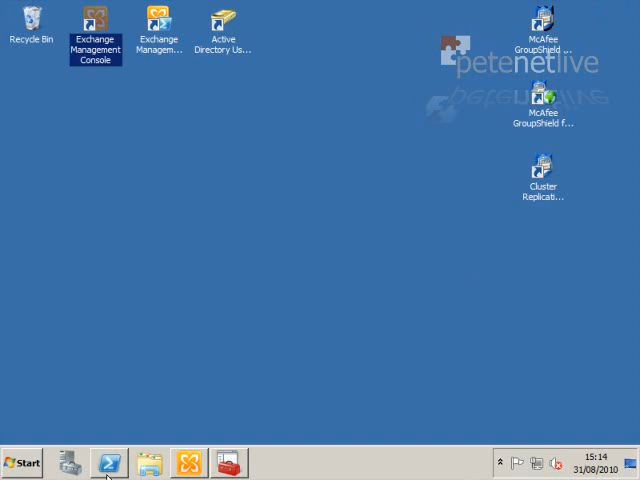 Recycle Bin
Exchange
Management
Console
Exchange
Managem...
Active
Directory Us...
McAfee
GroupShield ...
petenetlive
McAfee
GroupShield f...
Cluster
Replicati...
Start
15:14
31/08/2010